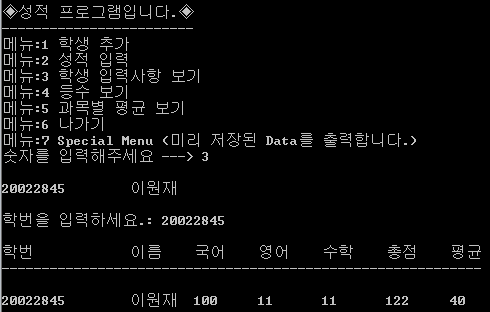 ◈성적 프로그램입니다.◈
------------------------
메뉴:1 학생 추가
메뉴:2 성적 입력
메뉴:3 학생 입력사항 보기
메뉴:4 등수 보기
메뉴:5 과목별 평균 보기
메뉴:6 나가기
메뉴:7 Special Menu (미리 저장된 Data를 출력합니다.)
숫자를 입력해주세요 ---> 3
20022845 이원재
학번을 입력하세요.: 20022845
학번 이름 국어 영어 수학 총점 평균
------------------------------------------------------------
20022845 이원재 100 11 11 122 40